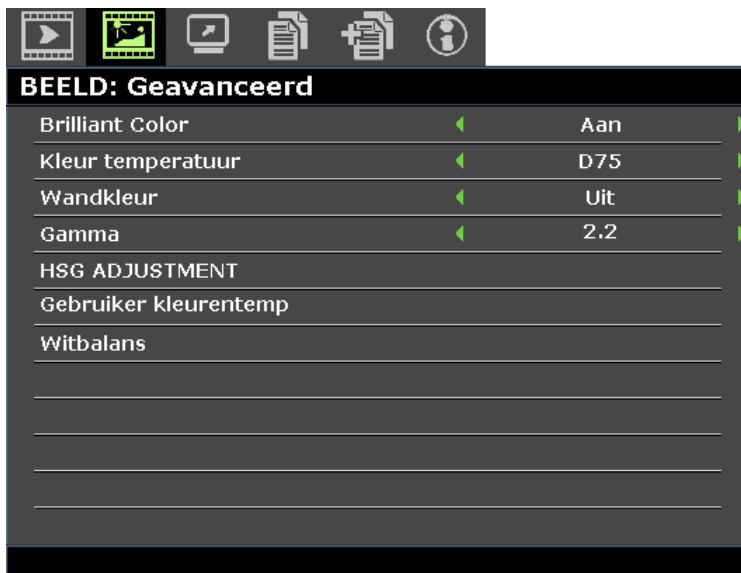 BEELD: Geavanceerd
Brilliant Color Aan
Kleur temperatuur D75
Wandkleur Uit
Gamma 2.2
HSG ADJUSTMENT
Gebruiker kleurentemp
Witbalans